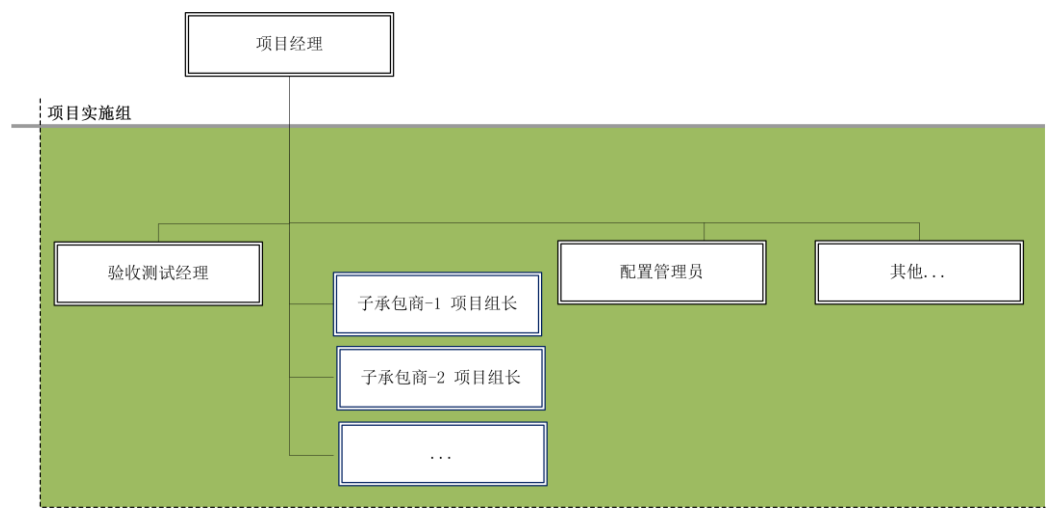 项目经理
项目实施组
验收测试经理
配置管理员
其他...
子承包商-1 项目组长
子承包商-2 项目组长
...